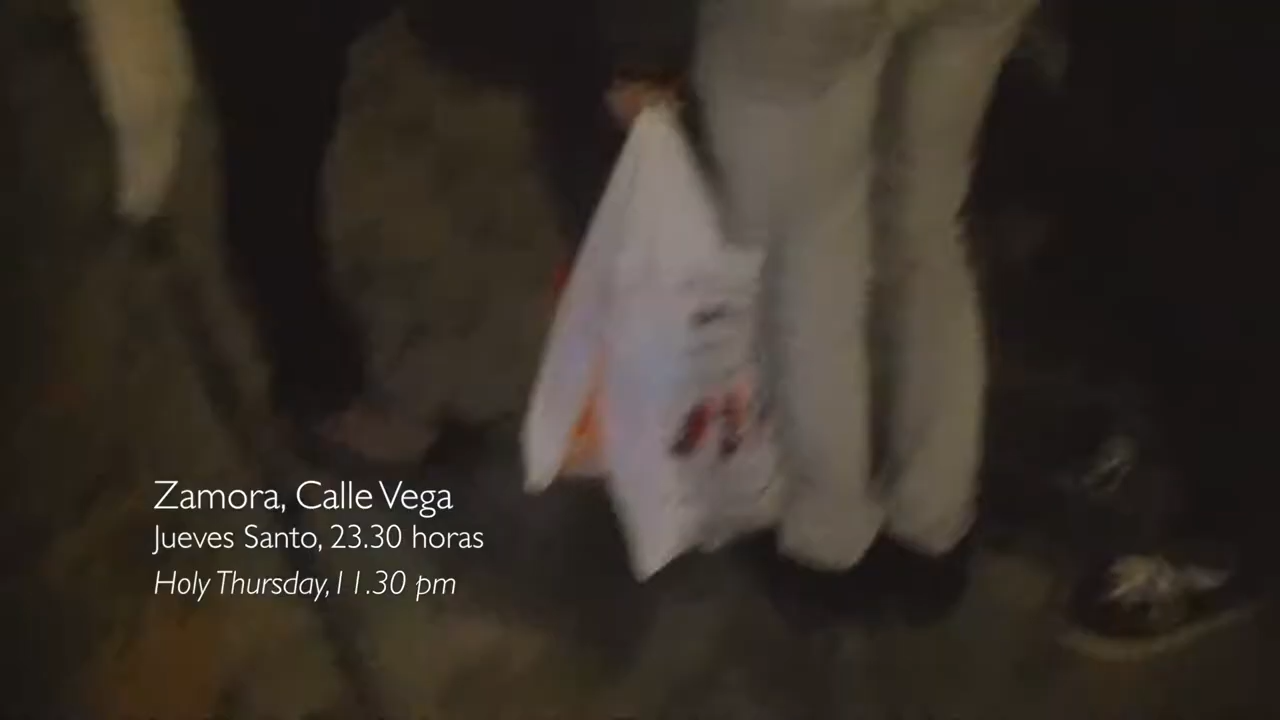 Zamora, Calle Vega
Jueves Santo, 23.30 horas
Holy Thursday, 11.30 pm